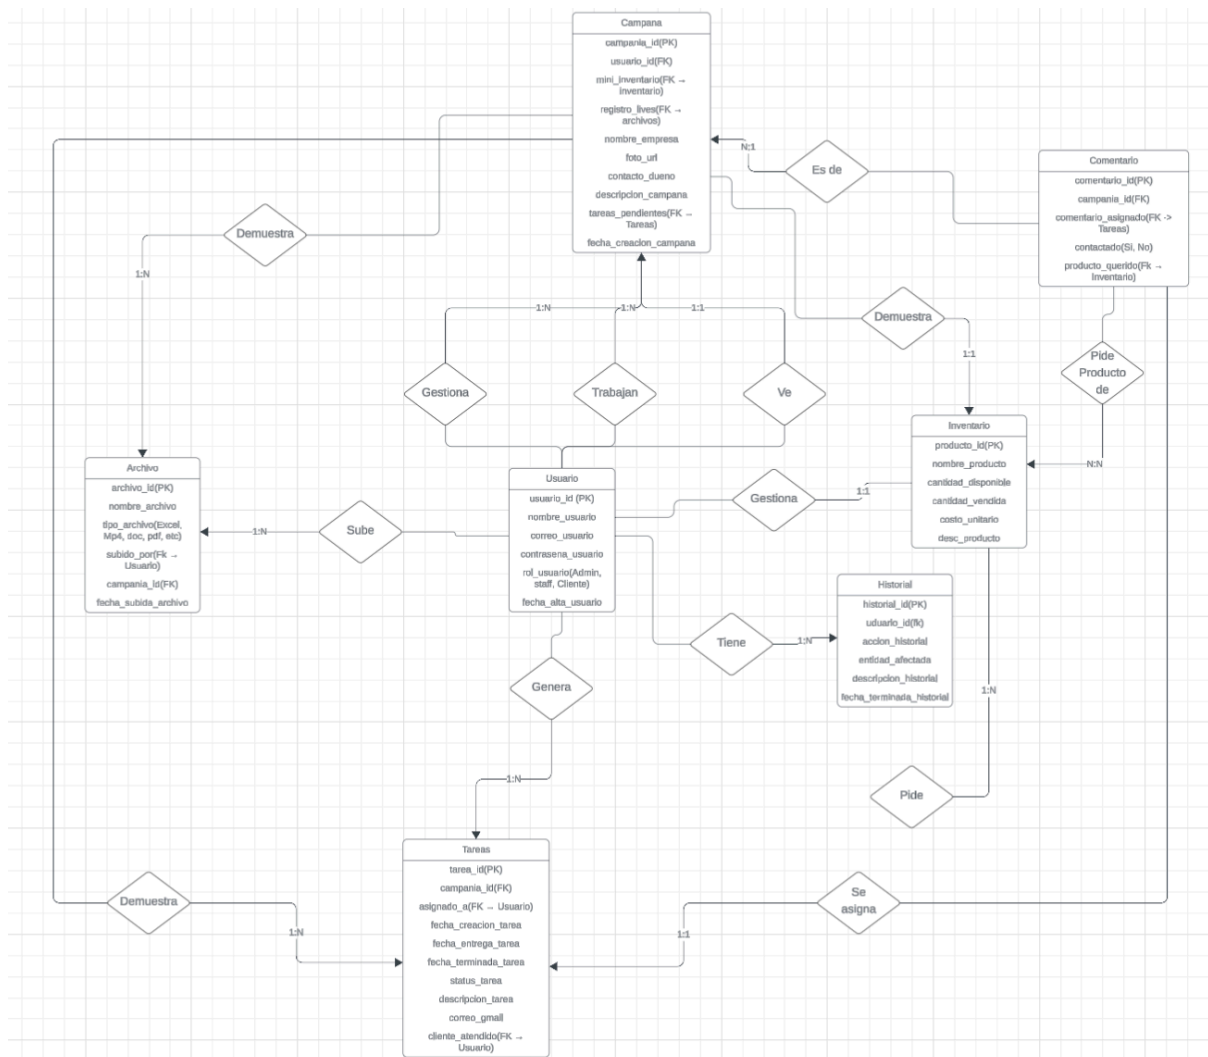 Campana
campania_id(PK)
usuario_id(FK)
mini_inventario(FK →
inventario)
registro_lives(FK →
archivos)
nombre_empresa
foto_url
contacto_dueno
descripcion_campana
tareas_pendientes(FK →
Tareas)
fecha_creacion_campana
N:1
Es de
Comentario
comentario_id(PK)
campania_id(FK)
comentario_asignado(FK ->
Tareas)
contactado(Si, No)
producto_querido(Fk →
Inventario)
Demuestra
1:N
1:N
1:N
1:1
Demuestra
1:1
Pide
Producto
de
N:N
Gestiona
Trabajan
Ve
Archivo
archivo_id(PK)
nombre_archivo
tipo_archivo(Excel,
Mp4, doc, pdf, etc)
subido_por(Fk →
Usuario)
campania_id(FK)
fecha_subida_archivo
1:N
Sube
Usuario
usuario_id (PK)
nombre_usuario
correo_usuario
contrasena_usuario
rol_usuario(Admin,
staff, Cliente)
fecha_alta_usuario
Gestiona
1:1
Inventario
producto_id(PK)
nombre_producto
cantidad_disponible
cantidad_vendida
costo_unitario
desc_producto
Tiene
1:N
Historial
historial_id(PK)
uduario_id(fk)
accion_historial
entidad_afectada
descripcion_historial
fecha_terminada_historial
1:N
Genera
1:N
Pide
Tareas
tarea_id(PK)
campania_id(FK)
asignado_a(FK → Usuario)
fecha_creacion_tarea
fecha_entrega_tarea
fecha_terminada_tarea
status_tarea
descripcion_tarea
correo_gmail
cliente_atendido(FK →
Usuario)
Demuestra
1:N
Se
asigna
1:1